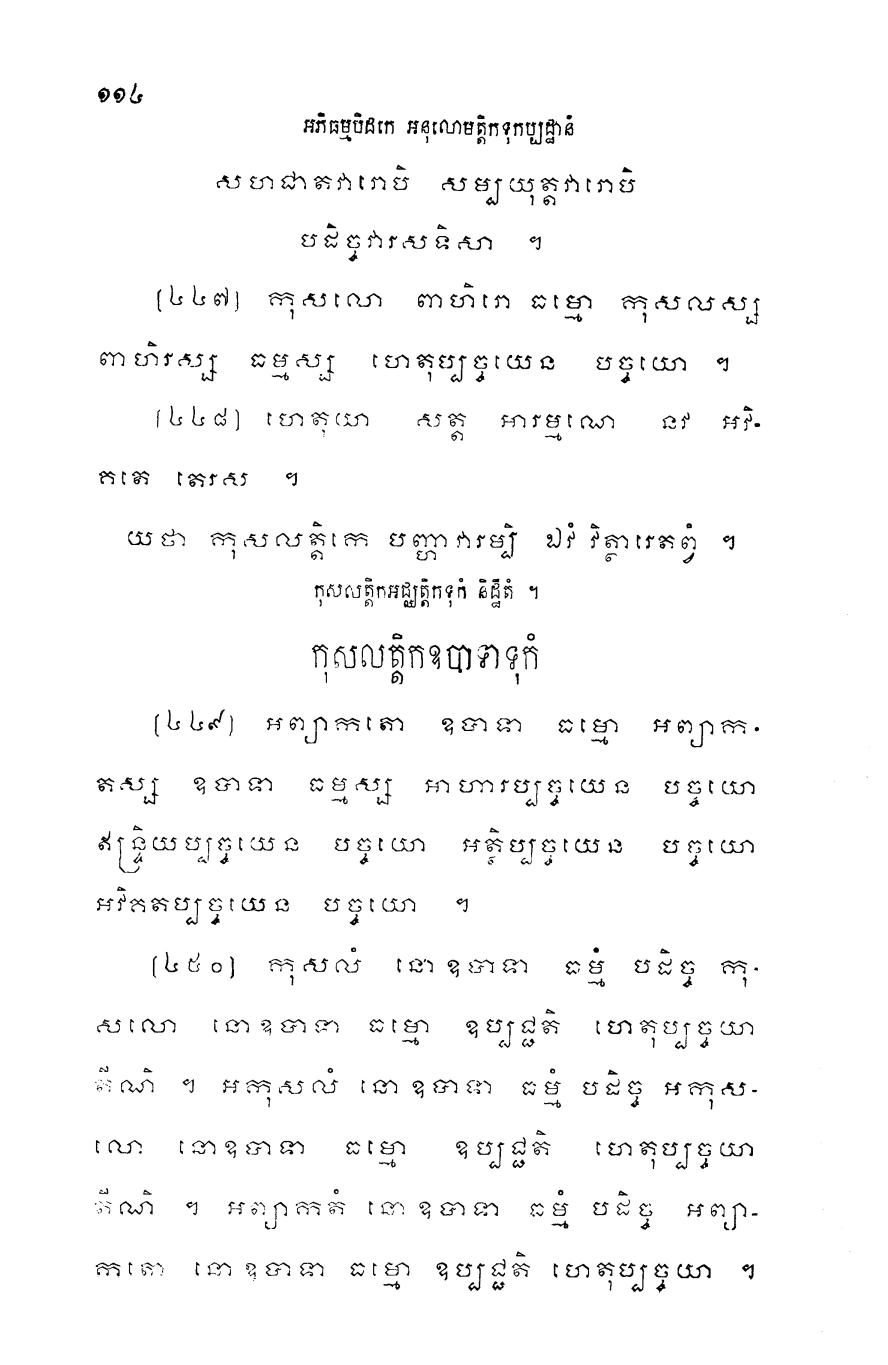 ១១៤
អភិធម្មបិដកេ អនុលោមត្តិកទុកប្បដ្ឋានំ
សហជាតវារោបិ សម្បយុត្តវារោបិ
បដិច្ចវារសទិសា ។
[៤៤៧] កុសលោ ពាហិរោ ធម្មោ កុសលស្ស
ពាហិរស្ស ធម្មស្ស ហេតុប្បច្ចយេន បច្ចយោ ។
[៤៤៨] ហេតុយា សត្ត អារម្មណេ នវ អវិ-
គតេ តេរស ។
យថា កុសលត្តិកេ បញ្ហាវារម្បិ ឯវំ វិត្ថារេតព្វំ ។
កុសលត្តិកអជ្ឈត្តិកទុកំ និដ្ឋិតំ ។
កុសលត្តិកឧបាទាទុកំ
[៤៤៩] អព្យាកតោ ឧបាទា ធម្មោ អព្យាក-
តស្ស ឧបាទា ធម្មស្ស អាហារប្បច្ចយេន បច្ចយោ
ឥន្ទ្រិយប្បច្ចយេន បច្ចយោ អត្ថិប្បច្ចយេន បច្ចយោ
អវិគតប្បច្ចយេន បច្ចយោ ។
[៤៥០] កុសលំ នោឧបាទា ធម្មំ បដិច្ច កុ-
សលោ នោឧបាទា ធម្មោ ឧប្បជ្ជតិ ហេតុប្បច្ចយា
តីណិ ។ អកុសលំ នោឧបាទា ធម្មំ បដិច្ច អកុស-
លោ នោឧបាទា ធម្មោ ឧប្បជ្ជតិ ហេតុប្បច្ចយា
តីណិ ។ អព្យាកតំ នោឧបាទា ធម្មំ បដិច្ច អព្យា-
កតោ នោឧបាទា ធម្មោ ឧប្បជ្ជតិ ហេតុប្បច្ចយា ។